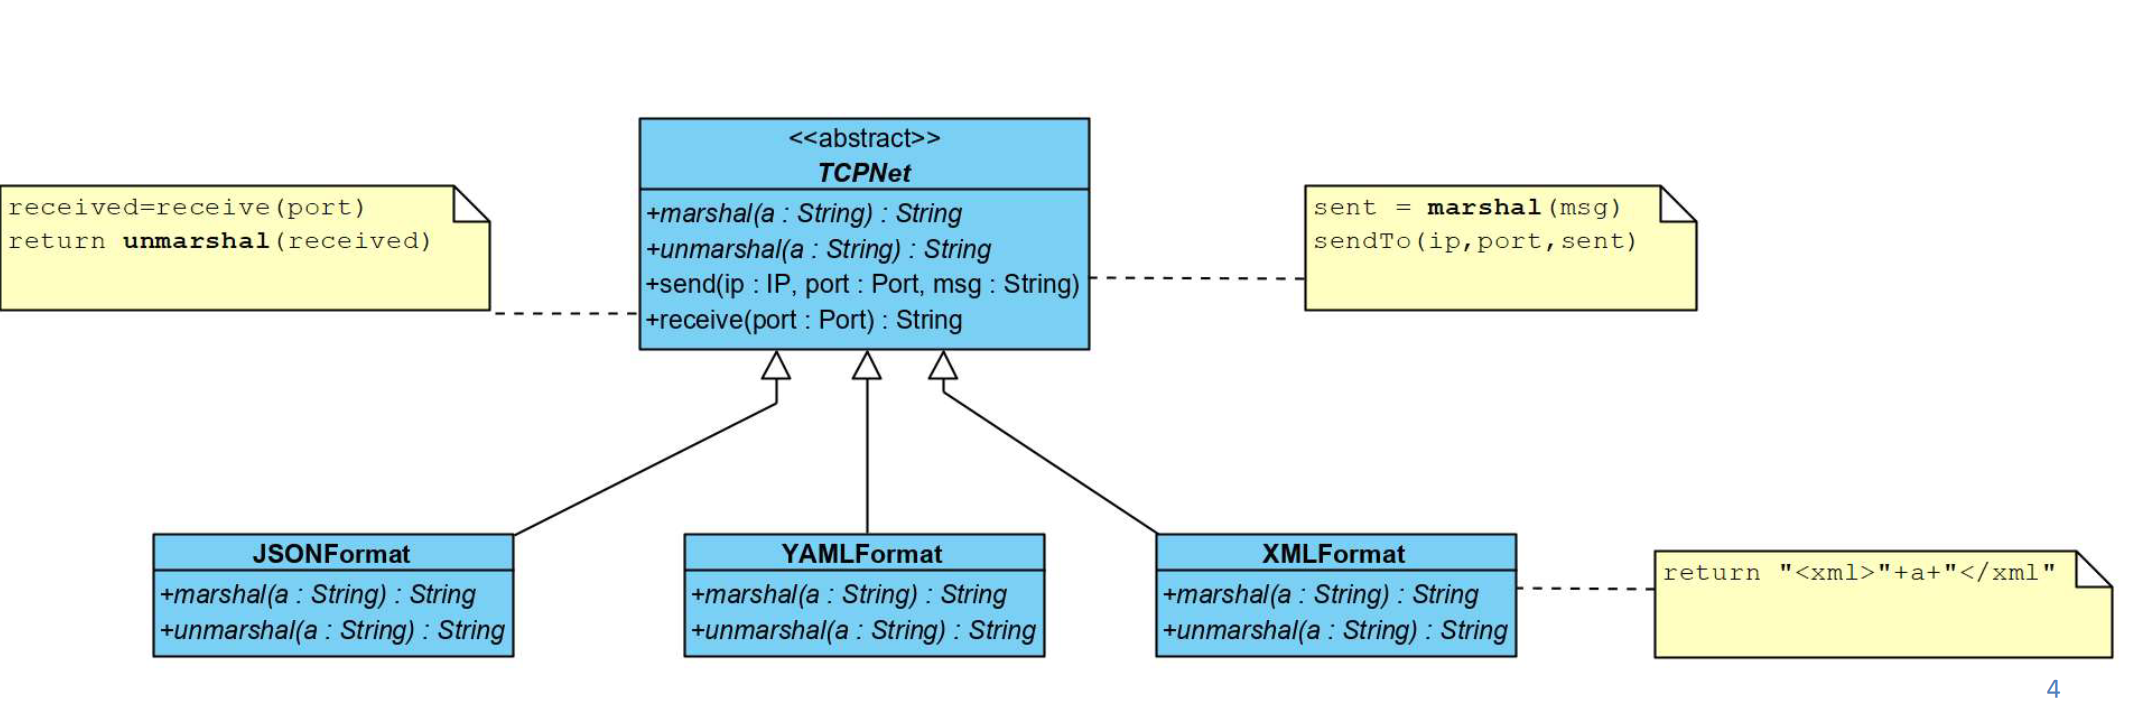 <<abstract>>
TCPNet
+marshal(a : String) : String
+unmarshal(a : String) : String
+send(ip : IP, port : Port, msg : String)
+receive(port : Port) : String
received=receive(port)
return unmarshal(received)
sent = marshal(msg)
sendTo(ip,port,sent)
JSONFormat
+marshal(a : String) : String
+unmarshal(a : String) : String
YAMLFormat
+marshal(a : String) : String
+unmarshal(a : String) : String
XMLFormat
+marshal(a : String) : String
+unmarshal(a : String) : String
return "<xml>"+a+"</xml"
4